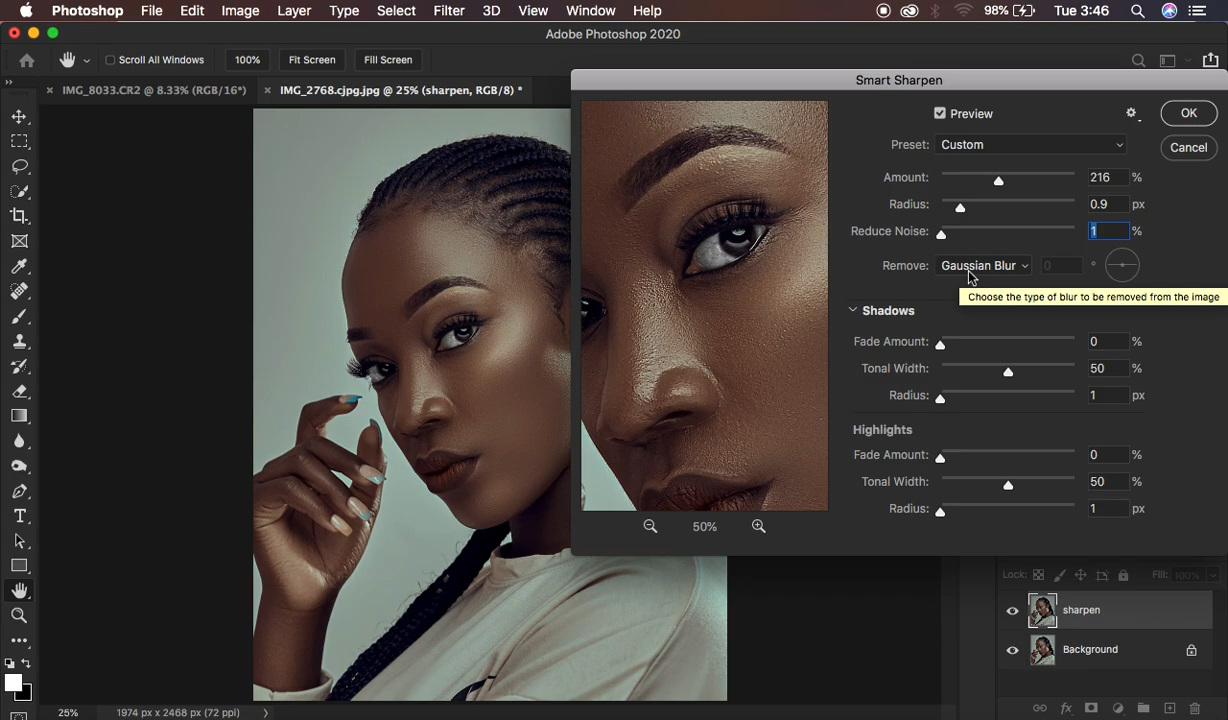 Photoshop File Edit Image Layer Type Select Filter 3D View Window Help 98% Tue 3:46
Adobe Photoshop 2020
Scroll All Windows 100% Fit Screen Fill Screen
Smart Sharpen
IMG_8033.CR2 @ 8.33% (RGB/16*) IMG_2768.cjpg.jpg @ 25% (sharpen, RGB/8) *
Preview OK
Preset: Custom Cancel
Amount: 216 %
Radius: 0.9 px
Reduce Noise: 1 %
Remove: Gaussian Blur 0 °
Choose the type of blur to be removed from the image
Shadows
Fade Amount: 0 %
Tonal Width: 50 %
Radius: 1 px
Highlights
Fade Amount: 0 %
Tonal Width: 50 %
Radius: 1 px
50%
Lock: Fill: 100%
sharpen
Background
25% 1974 px x 2468 px (72 ppi)